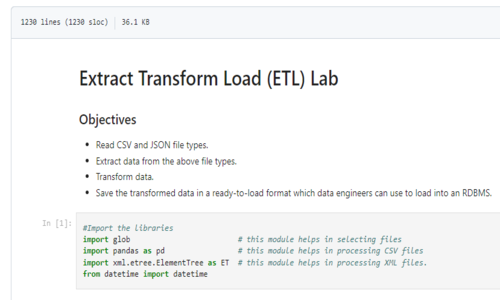 1230 lines (1230 sloc) 36.1 KB
Extract Transform Load (ETL) Lab
Objectives
• Read CSV and JSON file types.
• Extract data from the above file types.
• Transform data.
• Save the transformed data in a ready-to-load format which data engineers can use to load into an RDBMS.
In [1]: #Import the libraries
import glob # this module helps in selecting files
import pandas as pd # this module helps in processing CSV files
import xml.etree.ElementTree as ET # this module helps in processing XML files.
from datetime import datetime